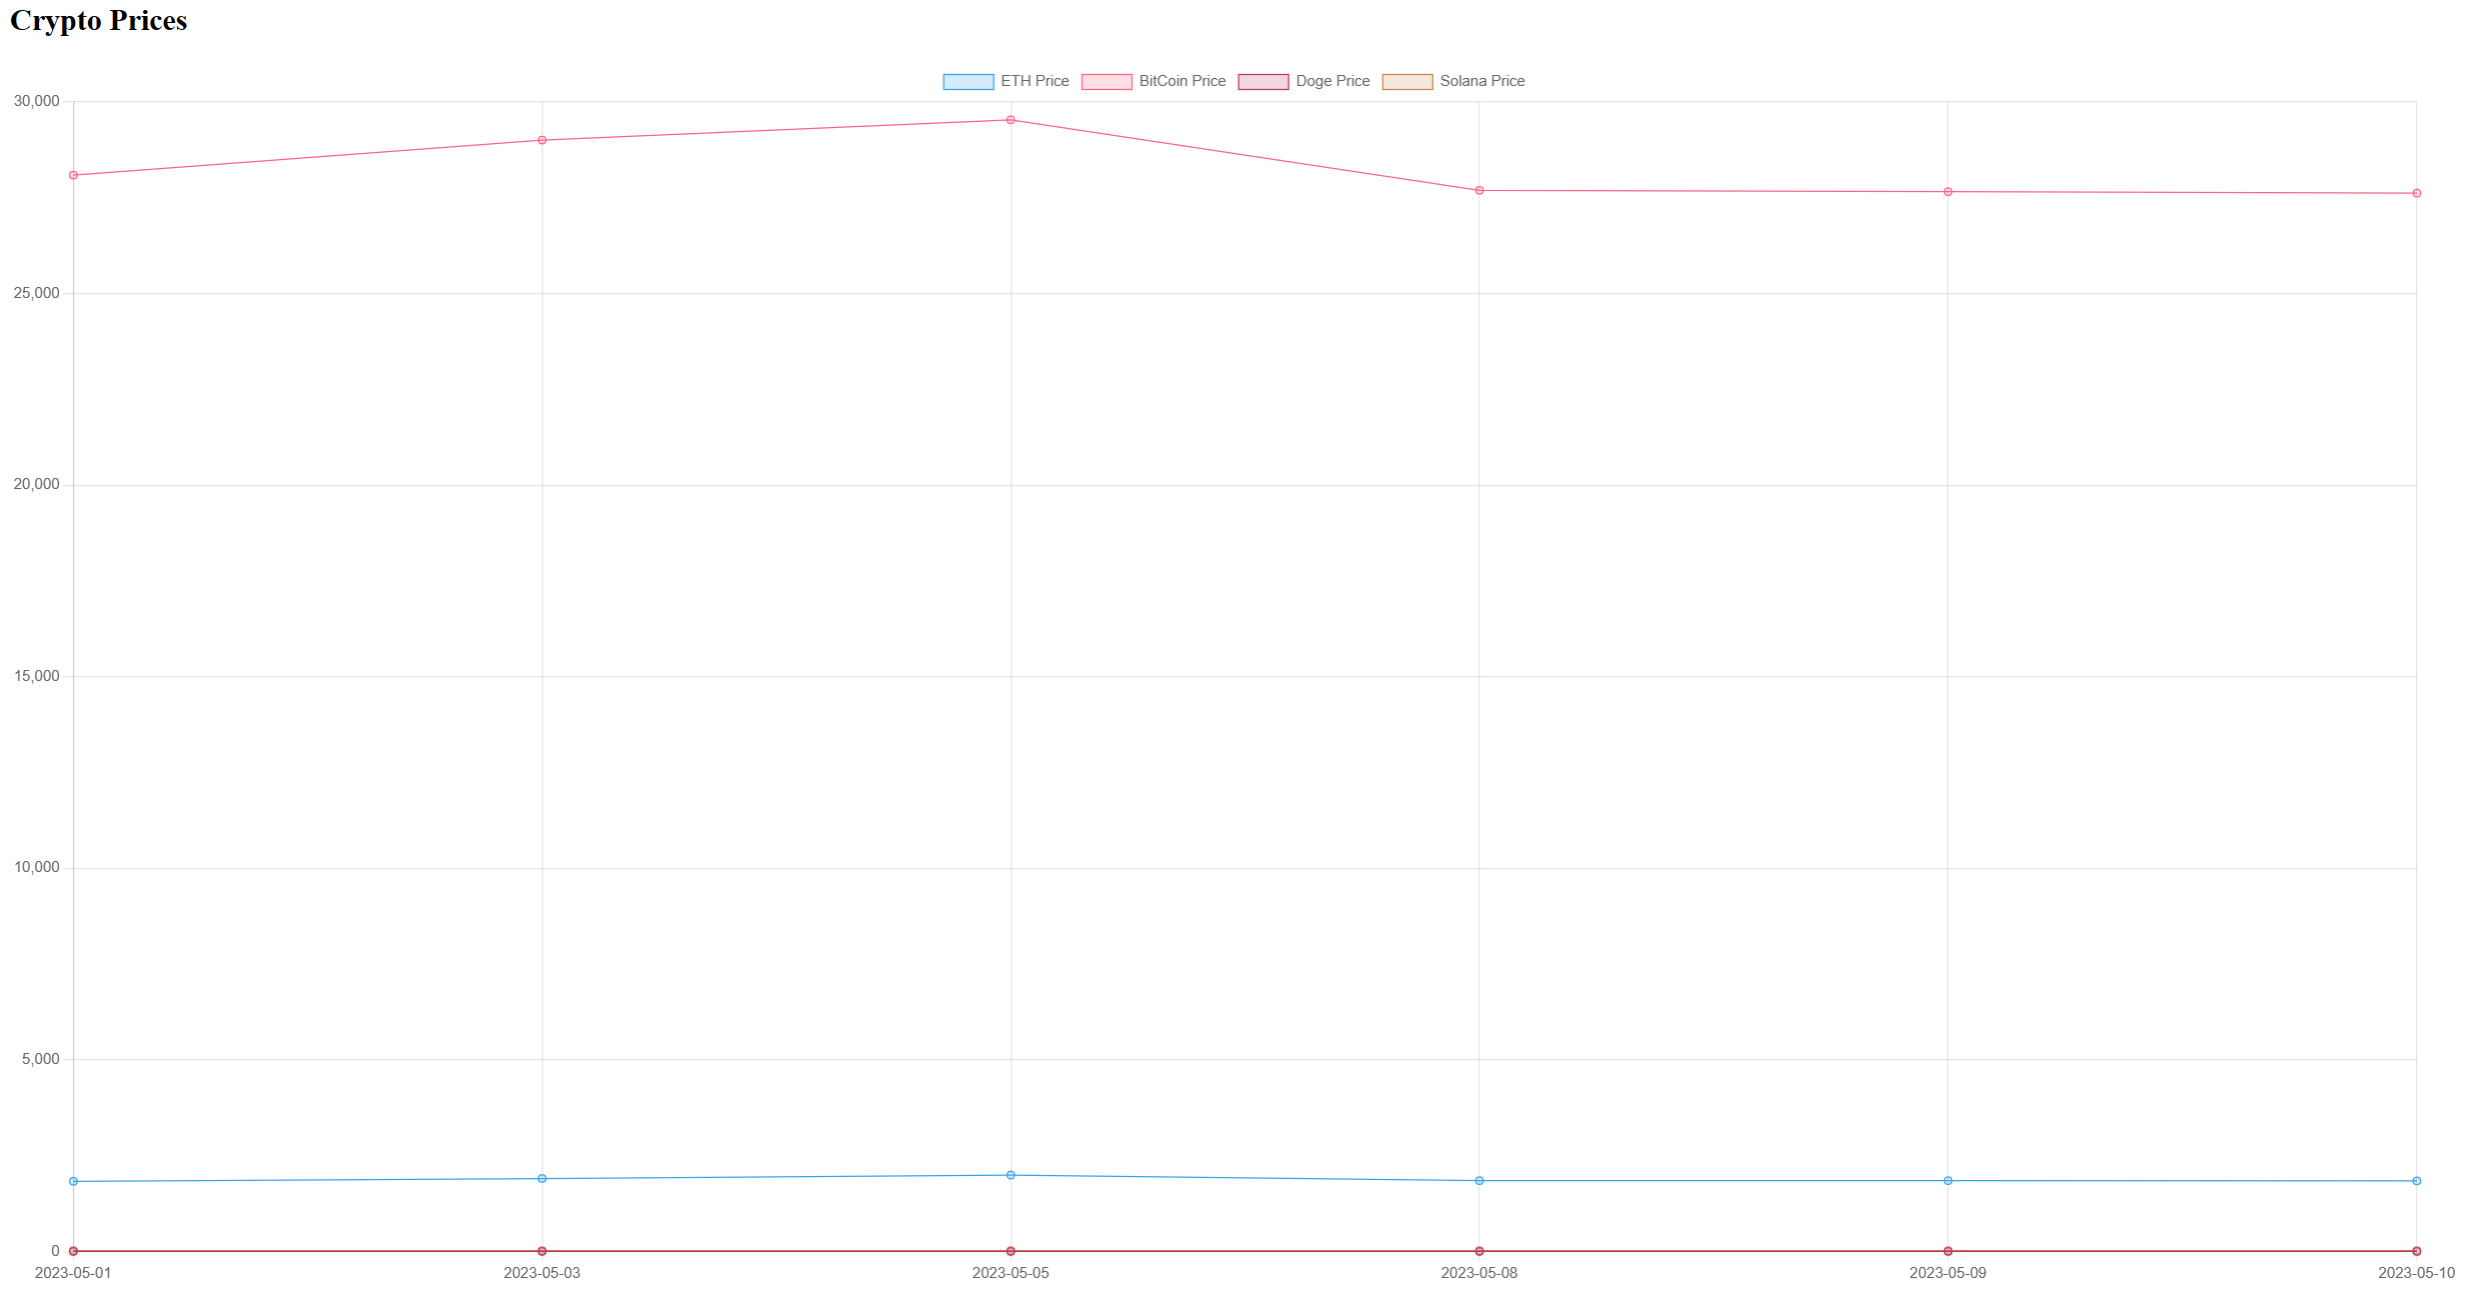 Crypto Prices
ETH Price BitCoin Price Doge Price Solana Price
30,000
25,000
20,000
15,000
10,000
5,000
0
2023-05-01 2023-05-03 2023-05-05 2023-05-08 2023-05-09 2023-05-10